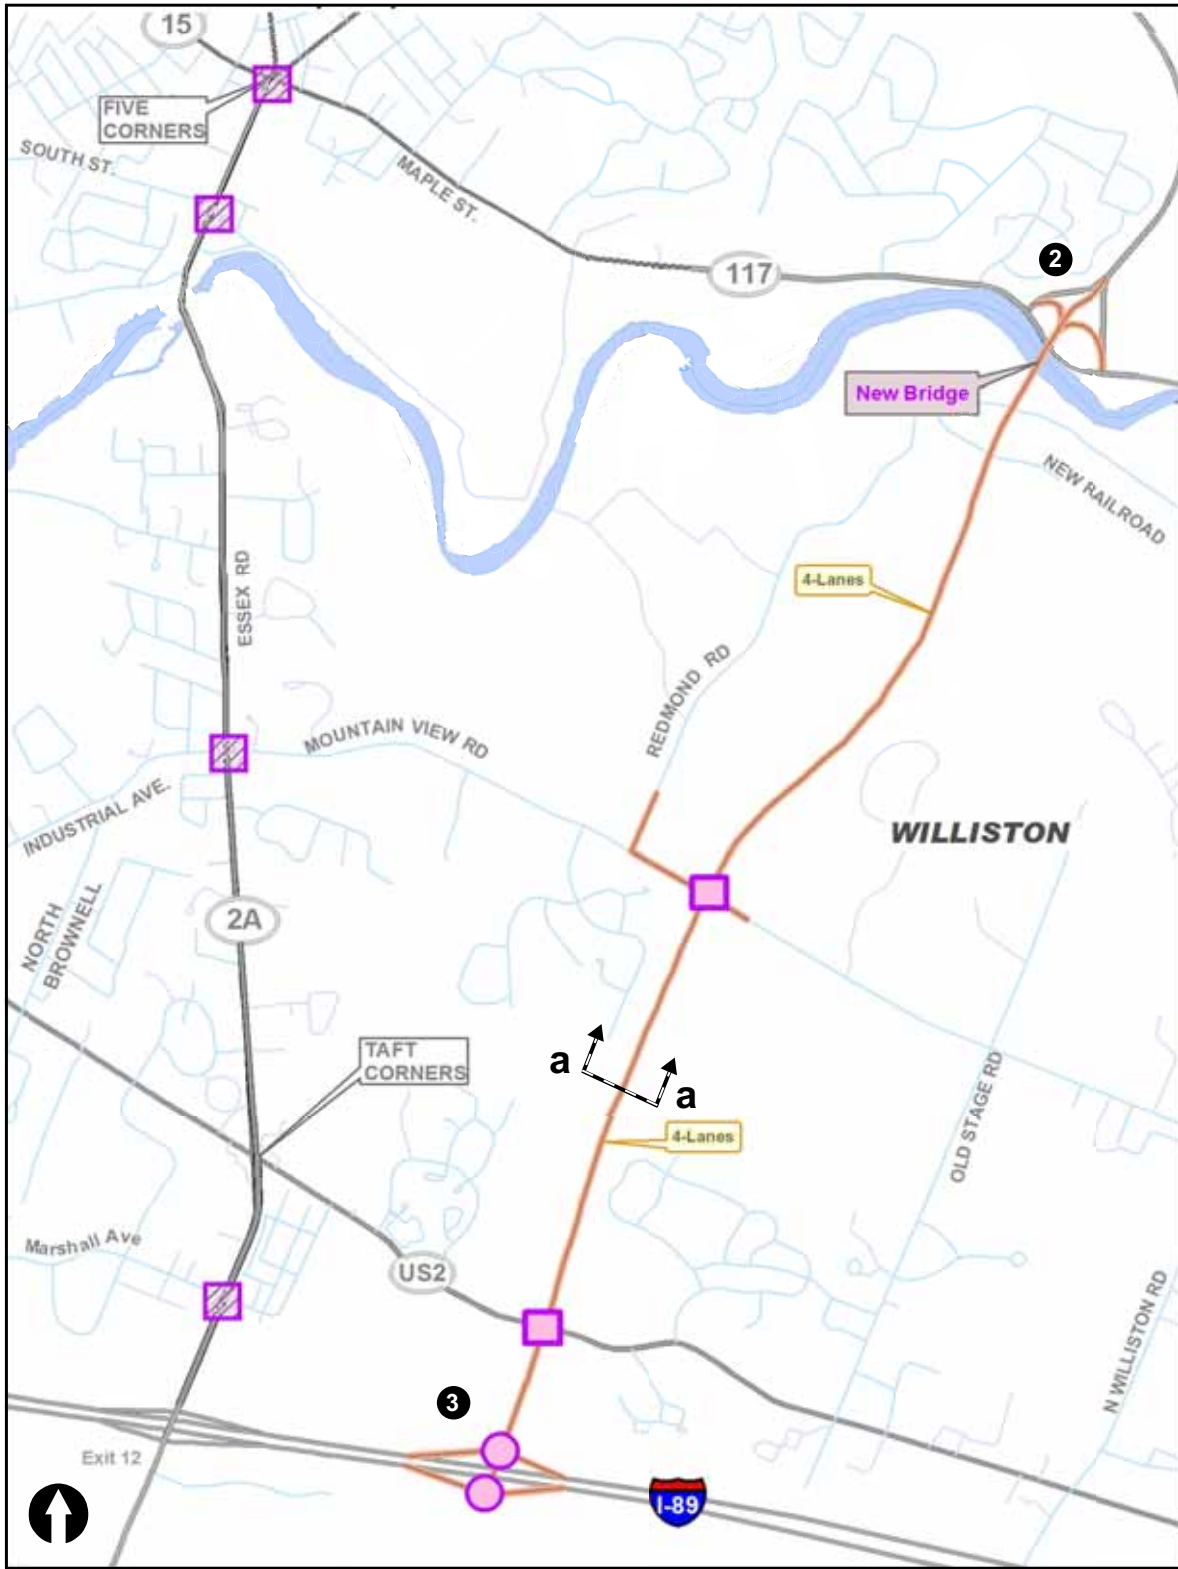 15
FIVE
CORNERS
SOUTH ST.
MAPLE ST.
117
2
New Bridge
NEW RAILROAD
4-Lanes
ESSEX RD
REDMOND RD
MOUNTAIN VIEW RD
INDUSTRIAL AVE.
WILLISTON
NORTH
BROWNELL
2A
TAFT
CORNERS
a
a
4-Lanes
OLD STAGE RD
Marshall Ave
US2
N WILLISTON RD
3
Exit 12
I-89